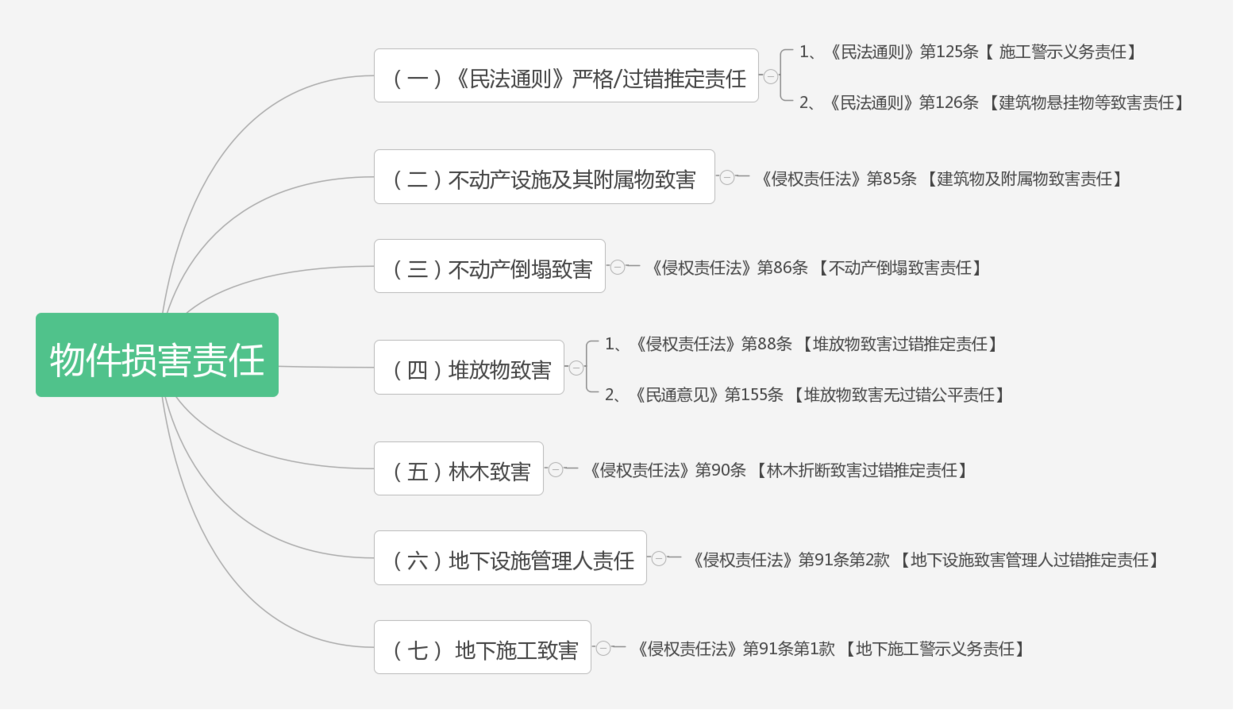 物件损害责任
（一）《民法通则》严格/过错推定责任
1、《民法通则》第125条【 施工警示义务责任】
2、《民法通则》第126条 【建筑物悬挂物等致害责任】
（二）不动产设施及其附属物致害
《侵权责任法》第85条 【建筑物及附属物致害责任】
（三）不动产倒塌致害
《侵权责任法》第86条 【不动产倒塌致害责任】
（四）堆放物致害
1、《侵权责任法》第88条 【堆放物致害过错推定责任】
2、《民通意见》第155条 【堆放物致害无过错公平责任】
（五）林木致害
《侵权责任法》第90条 【林木折断致害过错推定责任】
（六）地下设施管理人责任
《侵权责任法》第91条第2款 【地下设施致害管理人过错推定责任】
（七） 地下施工致害
《侵权责任法》第91条第1款 【地下施工警示义务责任】